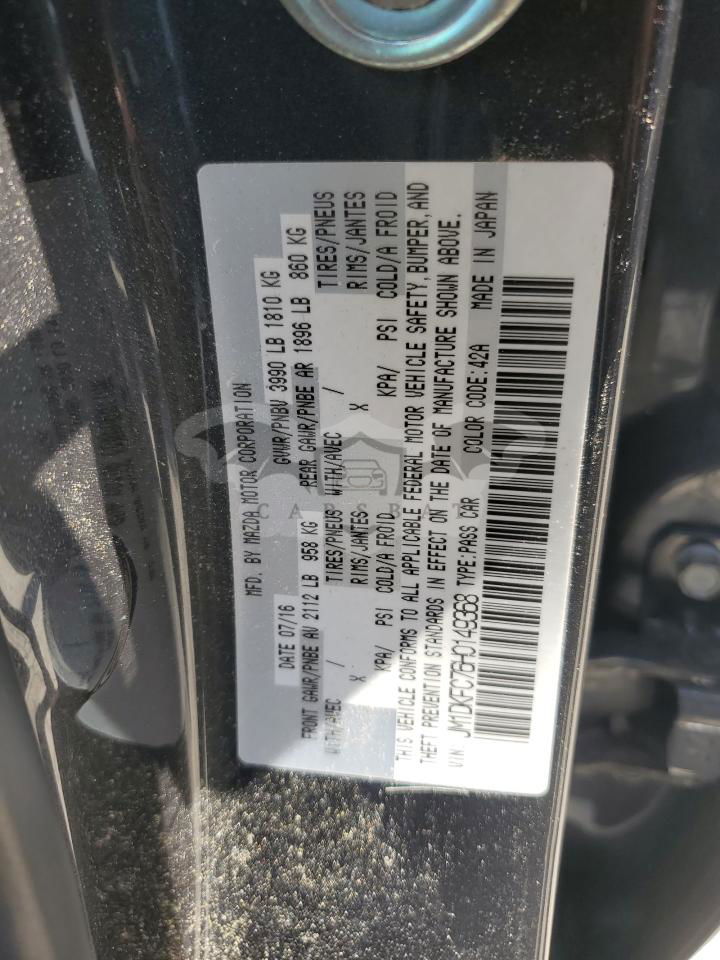 MFD. BY MAZDA MOTOR CORPORATION
DATE 07/16 GVWR/PNBV 3990 LB 1810 KG
FRONT GAWR/PNBE AV 2112 LB 958 KG REAR GAWR/PNBE AR 1896 LB 860 KG
WITH/AVEC / TIRES/PNEUS WITH/AVEC / TIRES/PNEUS
X RIMS/JANTES X RIMS/JANTES
KPA/ PSI COLD/A FROID KPA/ PSI COLD/A FROID
THIS VEHICLE CONFORMS TO ALL APPLICABLE FEDERAL MOTOR VEHICLE SAFETY, BUMPER, AND
THEFT PREVENTION STANDARDS IN EFFECT ON THE DATE OF MANUFACTURE SHOWN ABOVE.
VIN JM1DKFC76H0149368 TYPE:PASS CAR COLOR CODE:42A MADE IN JAPAN
CARSBAT